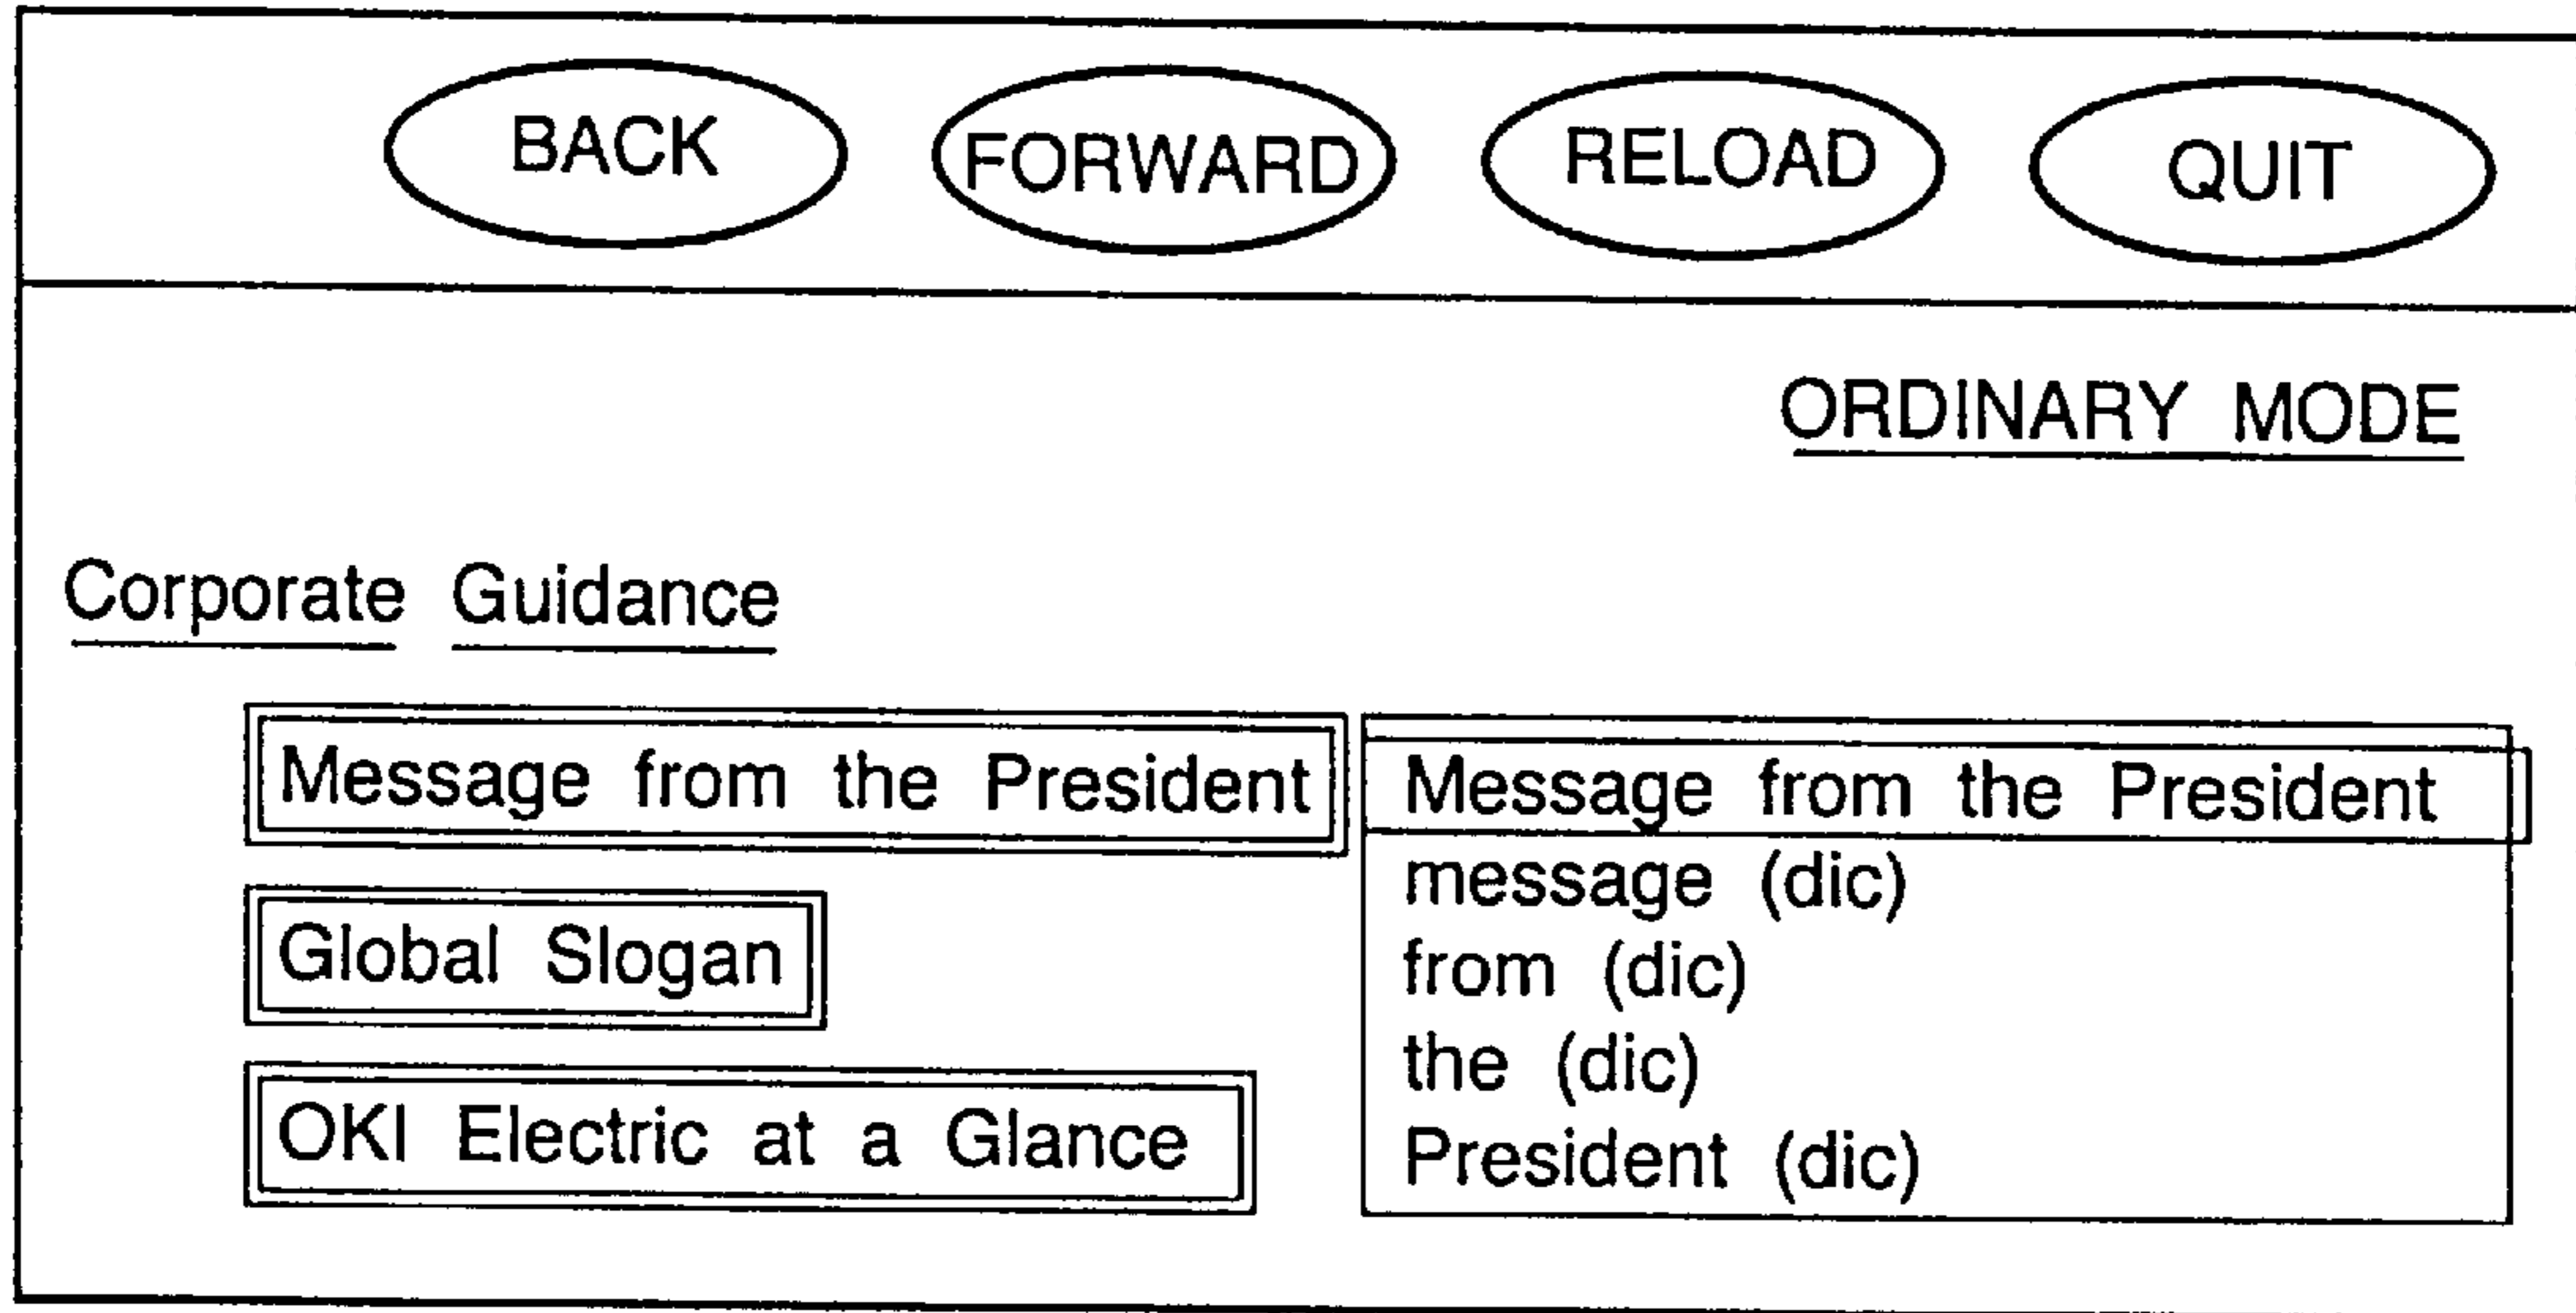 BACK FORWARD RELOAD QUIT
ORDINARY MODE
Corporate Guidance
Message from the President
Global Slogan
OKI Electric at a Glance
Message from the President
message (dic)
from (dic)
the (dic)
President (dic)